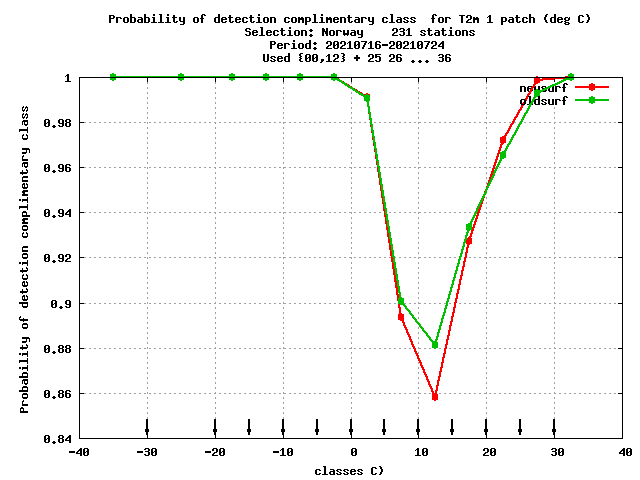 Probability of detection complimentary class  for T2m 1 patch (deg C)
Selection: Norway    231 stations
Period: 20210716-20210724
Used {00,12} + 25 26 ... 36
Probability of detection complimentary class
1
0.98
0.96
0.94
0.92
0.9
0.88
0.86
0.84
newsurf
oldsurf
-40 -30 -20 -10 0 10 20 30 40
classes C)